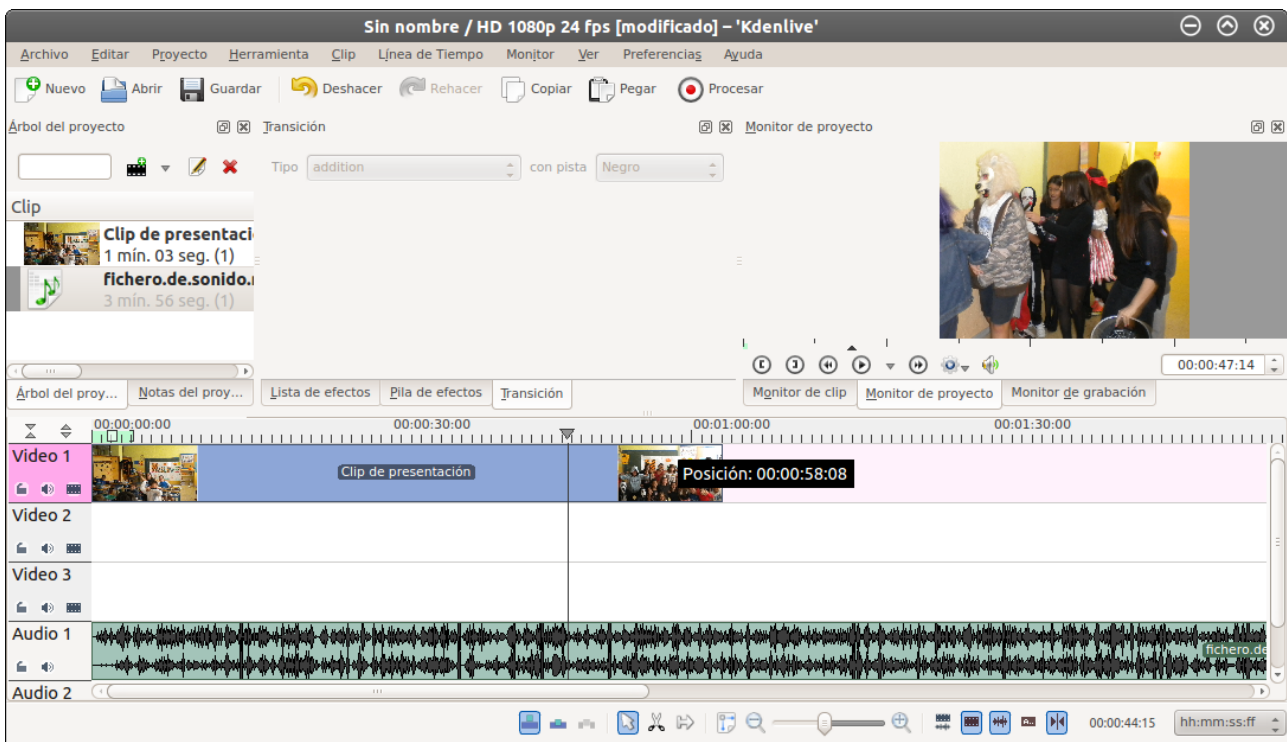 Sin nombre / HD 1080p 24 fps [modificado] – 'Kdenlive'
Archivo Editar Proyecto Herramienta Clip Línea de Tiempo Monitor Ver Preferencias Ayuda
Nuevo Abrir Guardar Deshacer Rehacer Copiar Pegar Procesar
Árbol del proyecto Transición Monitor de proyecto
Tipo addition con pista Negro
Clip
Clip de presentaci
1 mín. 03 seg. (1)
fichero.de.sonido.
3 mín. 56 seg. (1)
00:00:47:14
Árbol del proy... Notas del proy... Lista de efectos Pila de efectos Transición Monitor de clip Monitor de proyecto Monitor de grabación
00:00:00:00 00:00:30:00 00:01:00:00 00:01:30:00
Video 1
Clip de presentación
Posición: 00:00:58:08
Video 2
Video 3
Audio 1
fichero.de
Audio 2
00:00:44:15 hh:mm:ss:ff